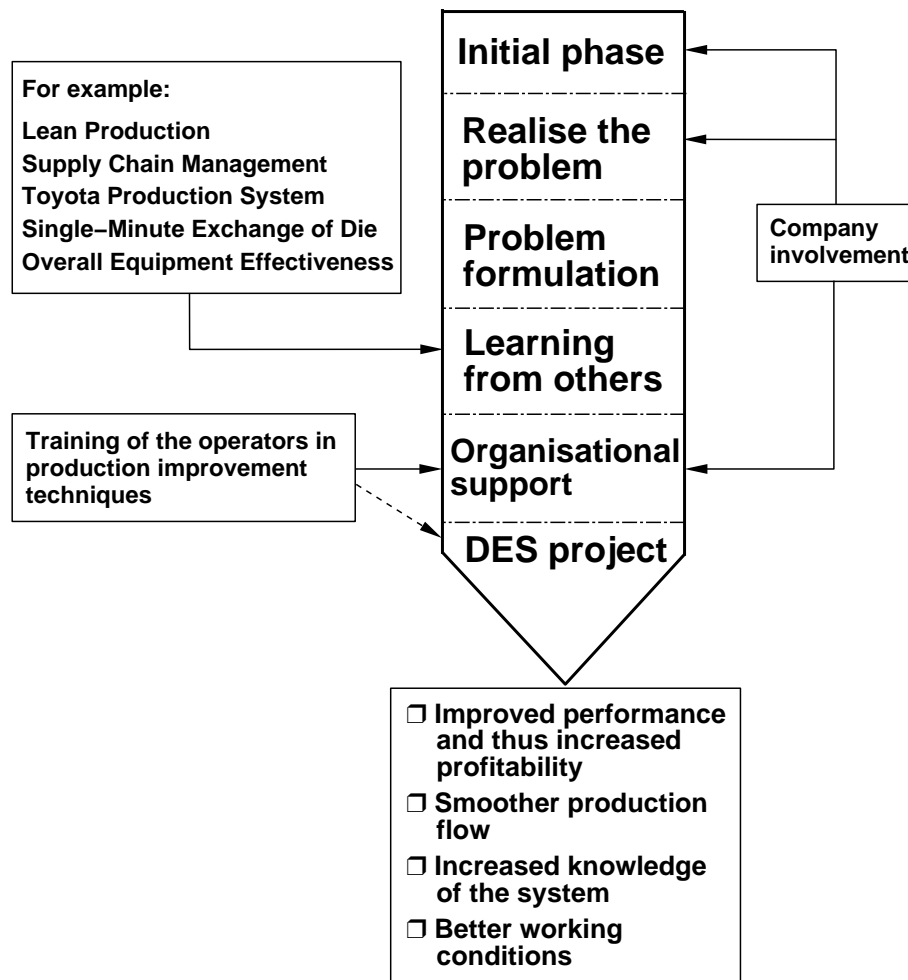 Initial phase
Realise the
problem
Problem
formulation
Learning
from others
Organisational
support
DES project
For example:
Lean Production
Supply Chain Management
Toyota Production System
Single−Minute Exchange of Die
Overall Equipment Effectiveness
Training of the operators in
production improvement
techniques
Company
involvement
❒ Improved performance
and thus increased
profitability
❒ Smoother production
flow
❒ Increased knowledge
of the system
❒ Better working
conditions